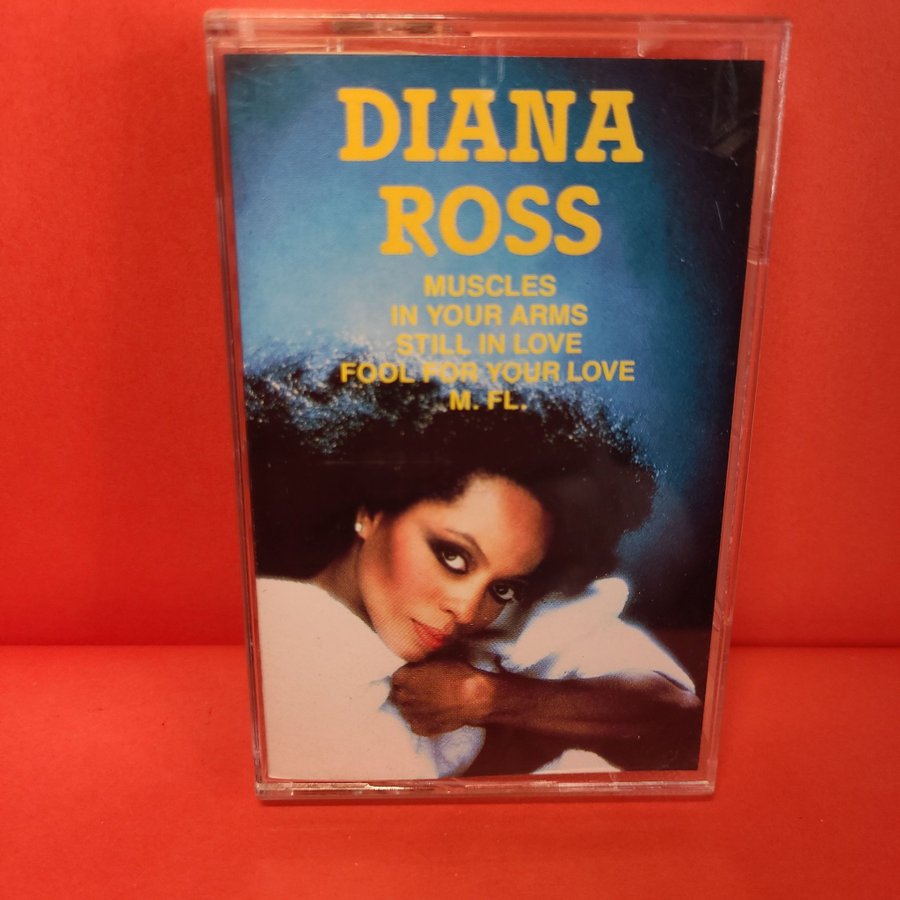 DIANA
ROSS
MUSCLES
IN YOUR ARMS
STILL IN LOVE
FOOL FOR YOUR LOVE
M. FL.